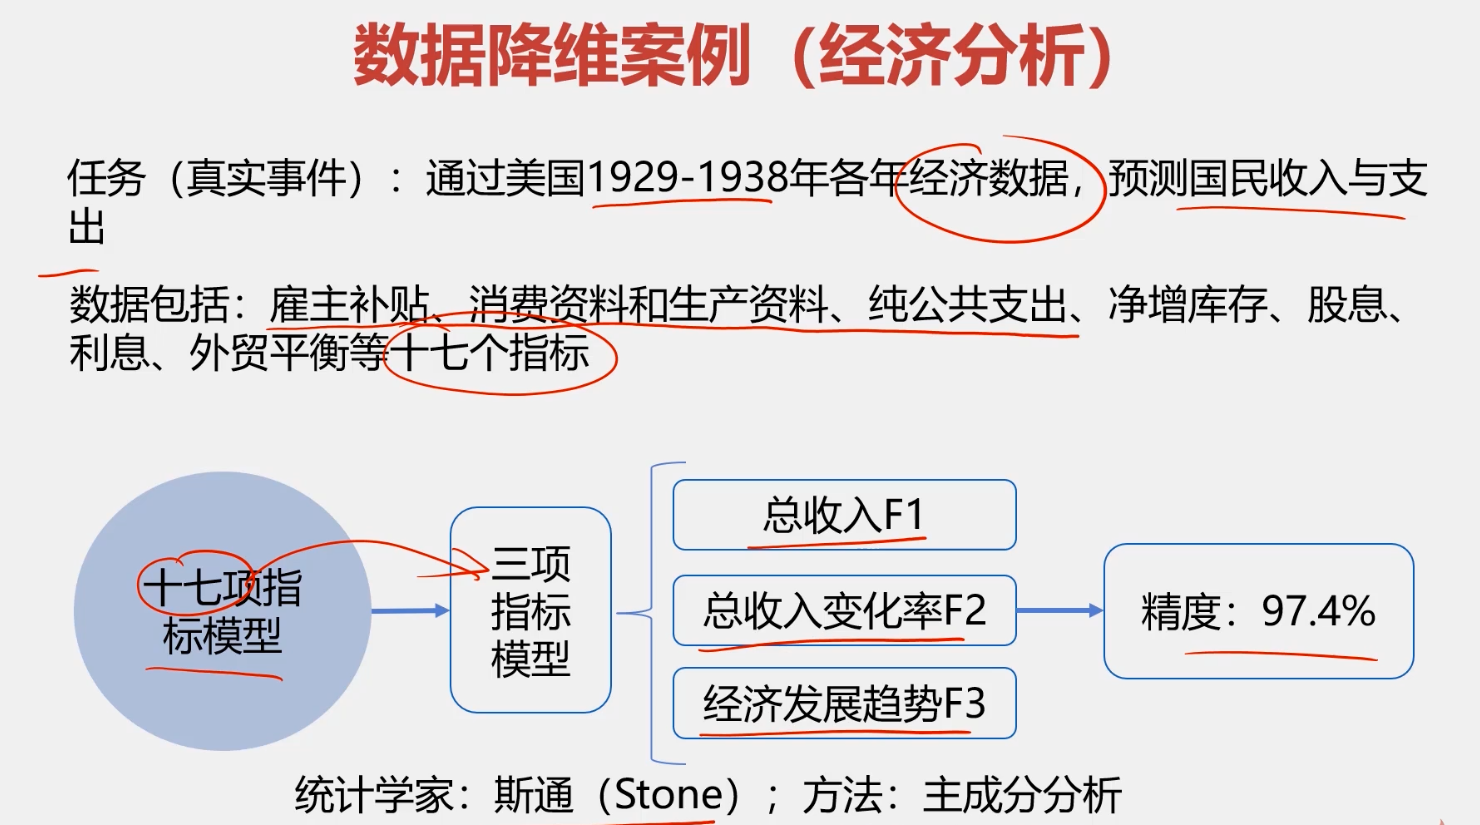 数据降维案例（经济分析）
任务（真实事件）：通过美国1929-1938年各年经济数据，预测国民收入与支
出
数据包括：雇主补贴、消费资料和生产资料、纯公共支出、净增库存、股息、
利息、外贸平衡等十七个指标
十七项指
标模型
三项
指标
模型
总收入F1
总收入变化率F2
经济发展趋势F3
精度：97.4%
统计学家：斯通（Stone）；方法：主成分分析